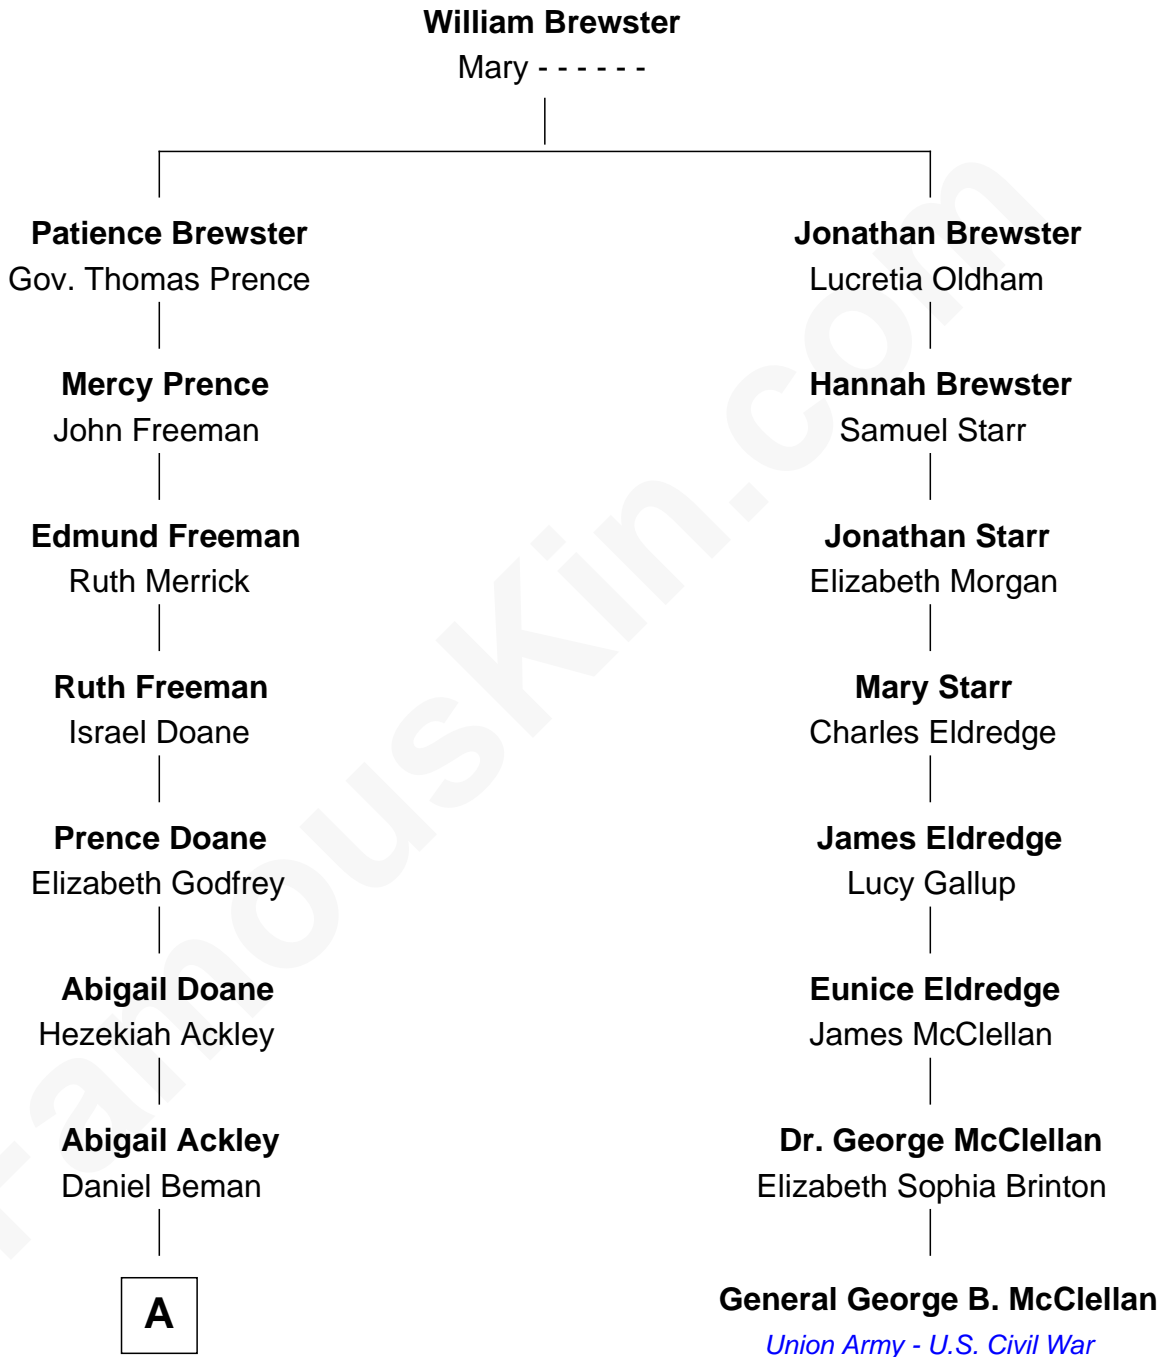 William Brewster
Mary - - - - - -
Patience Brewster
Gov. Thomas Prence
Jonathan Brewster
Lucretia Oldham
Mercy Prence
John Freeman
Hannah Brewster
Samuel Starr
Edmund Freeman
Ruth Merrick
Jonathan Starr
Elizabeth Morgan
Ruth Freeman
Israel Doane
Mary Starr
Charles Eldredge
Prence Doane
Elizabeth Godfrey
James Eldredge
Lucy Gallup
Abigail Doane
Hezekiah Ackley
Eunice Eldredge
James McClellan
Abigail Ackley
Daniel Beman
Dr. George McClellan
Elizabeth Sophia Brinton
A
General George B. McClellan
Union Army - U.S. Civil War
FamousKin.com